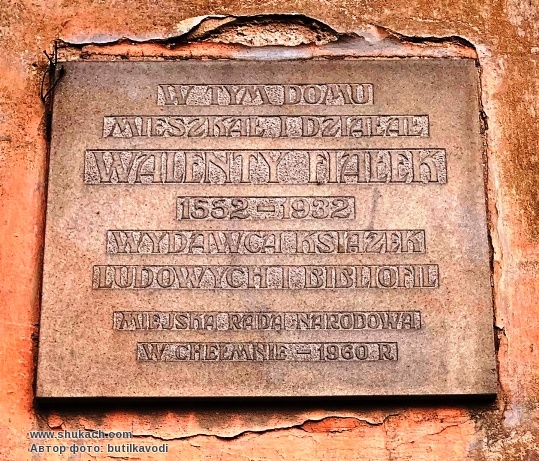 W TYM DOMU
MIESZKAŁ I DZIAŁAŁ
WALENTY FIAŁEK
1852-1932
WYDAWCA KSIĄŻEK
LUDOWYCH I BIBLIOFIL
MIEJSKA RADA NARODOWA
W CHEŁMNIE - 1960 R.
www.shukach.com
Автор фото: butilkavodi